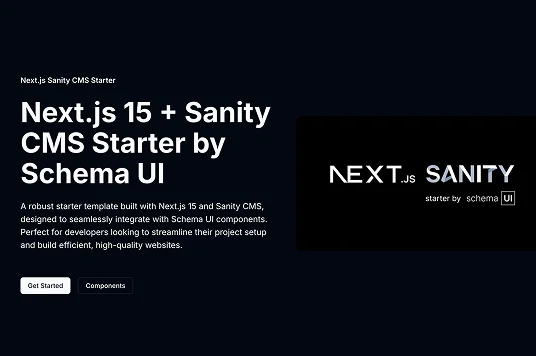 Next.js Sanity CMS Starter
Next.js 15 + Sanity
CMS Starter by
Schema UI
A robust starter template built with Next.js 15 and Sanity CMS,
designed to seamlessly integrate with Schema UI components.
Perfect for developers looking to streamline their project setup
and build efficient, high-quality websites.
Get Started
Components
NEXT.JS SANITY
starter by schema UI